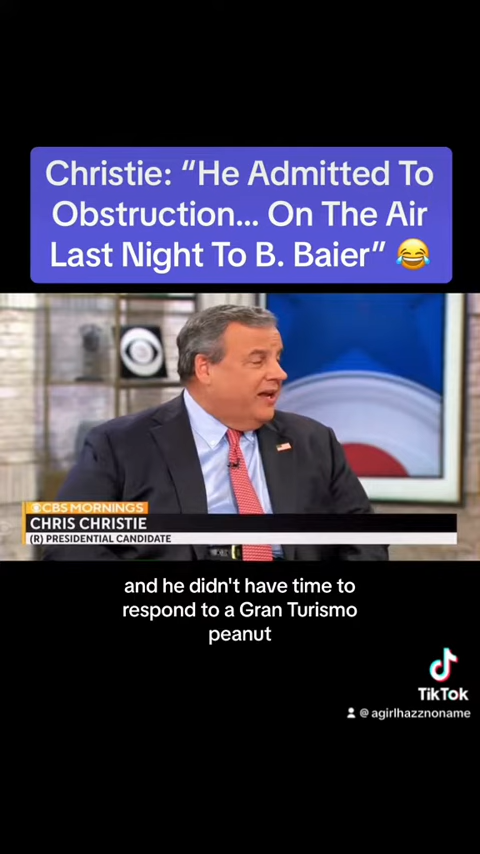 Christie: “He Admitted To
Obstruction... On The Air
Last Night To B. Baier” 😂
CBS MORNINGS
CHRIS CHRISTIE
(R) PRESIDENTIAL CANDIDATE
and he didn't have time to
respond to a Gran Turismo
peanut
TikTok
@agirlhazznoname